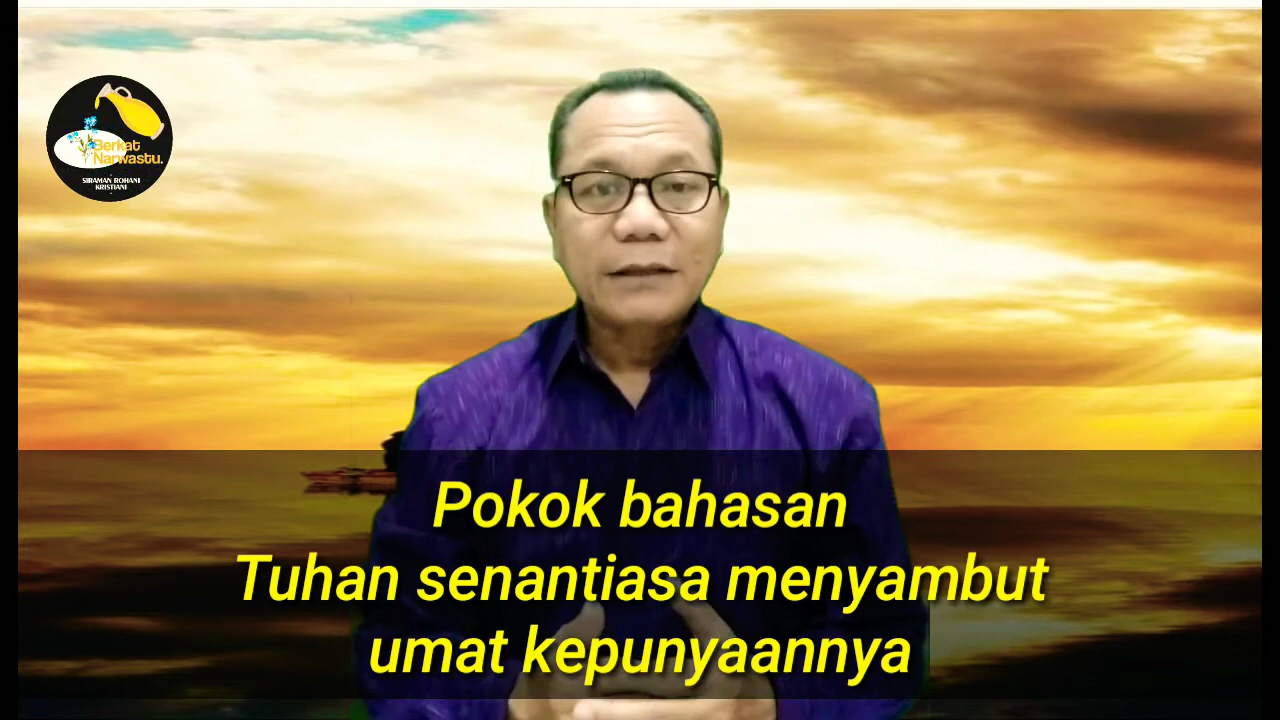 Berkat
Narwastu.
SIRAMAN ROHANI
KRISTIANI
Pokok bahasan
Tuhan senantiasa menyambut
umat kepunyaannya